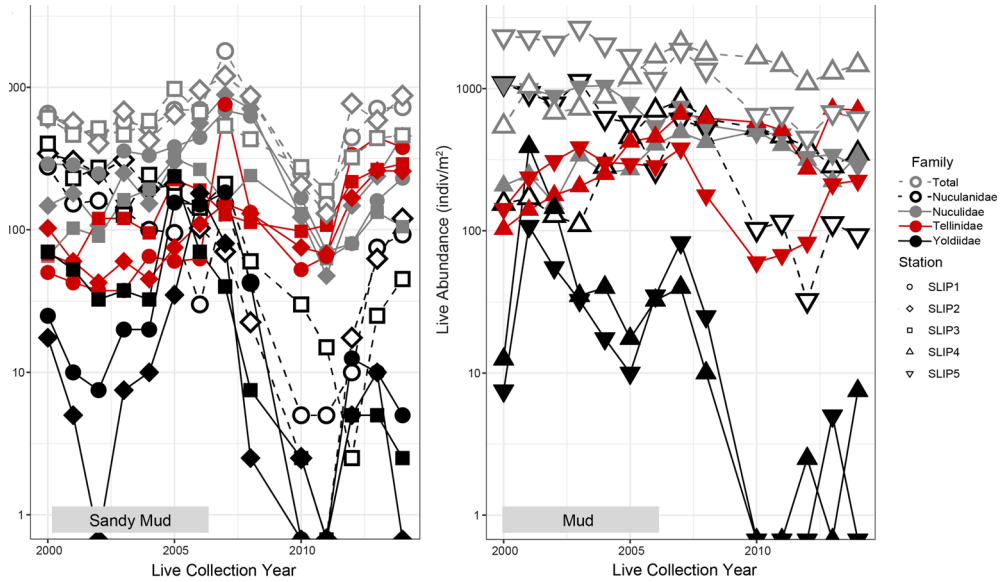 000
100
10
1
Sandy Mud
2000 2005 2010
Live Collection Year
Live Abundance (indiv/m²)
1000
100
10
1
Mud
2000 2005 2010
Live Collection Year
Family
Total
Nuculanidae
Nuculidae
Tellinidae
Yoldiidae
Station
SLIP1
SLIP2
SLIP3
SLIP4
SLIP5